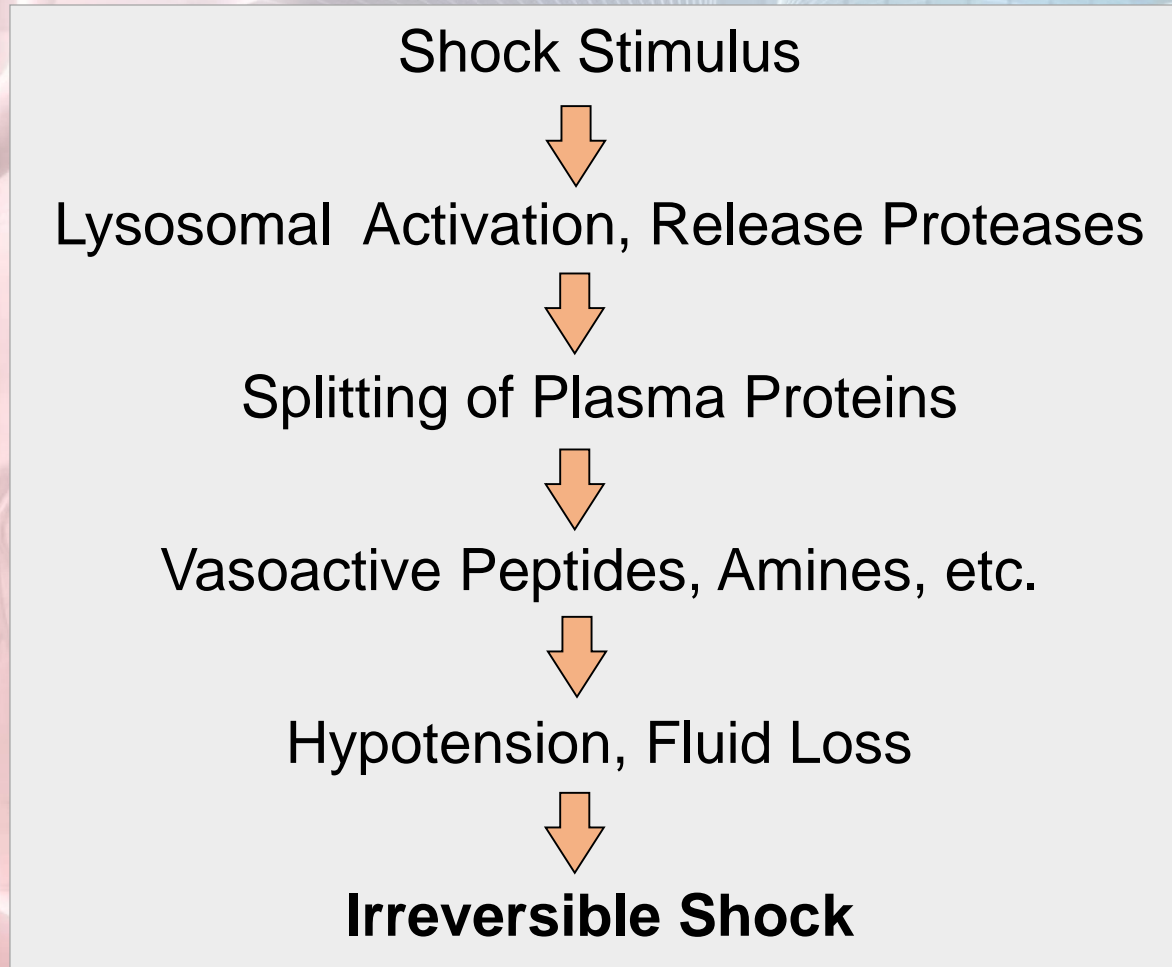 Shock Stimulus
Lysosomal Activation, Release Proteases
Splitting of Plasma Proteins
Vasoactive Peptides, Amines, etc.
Hypotension, Fluid Loss
Irreversible Shock